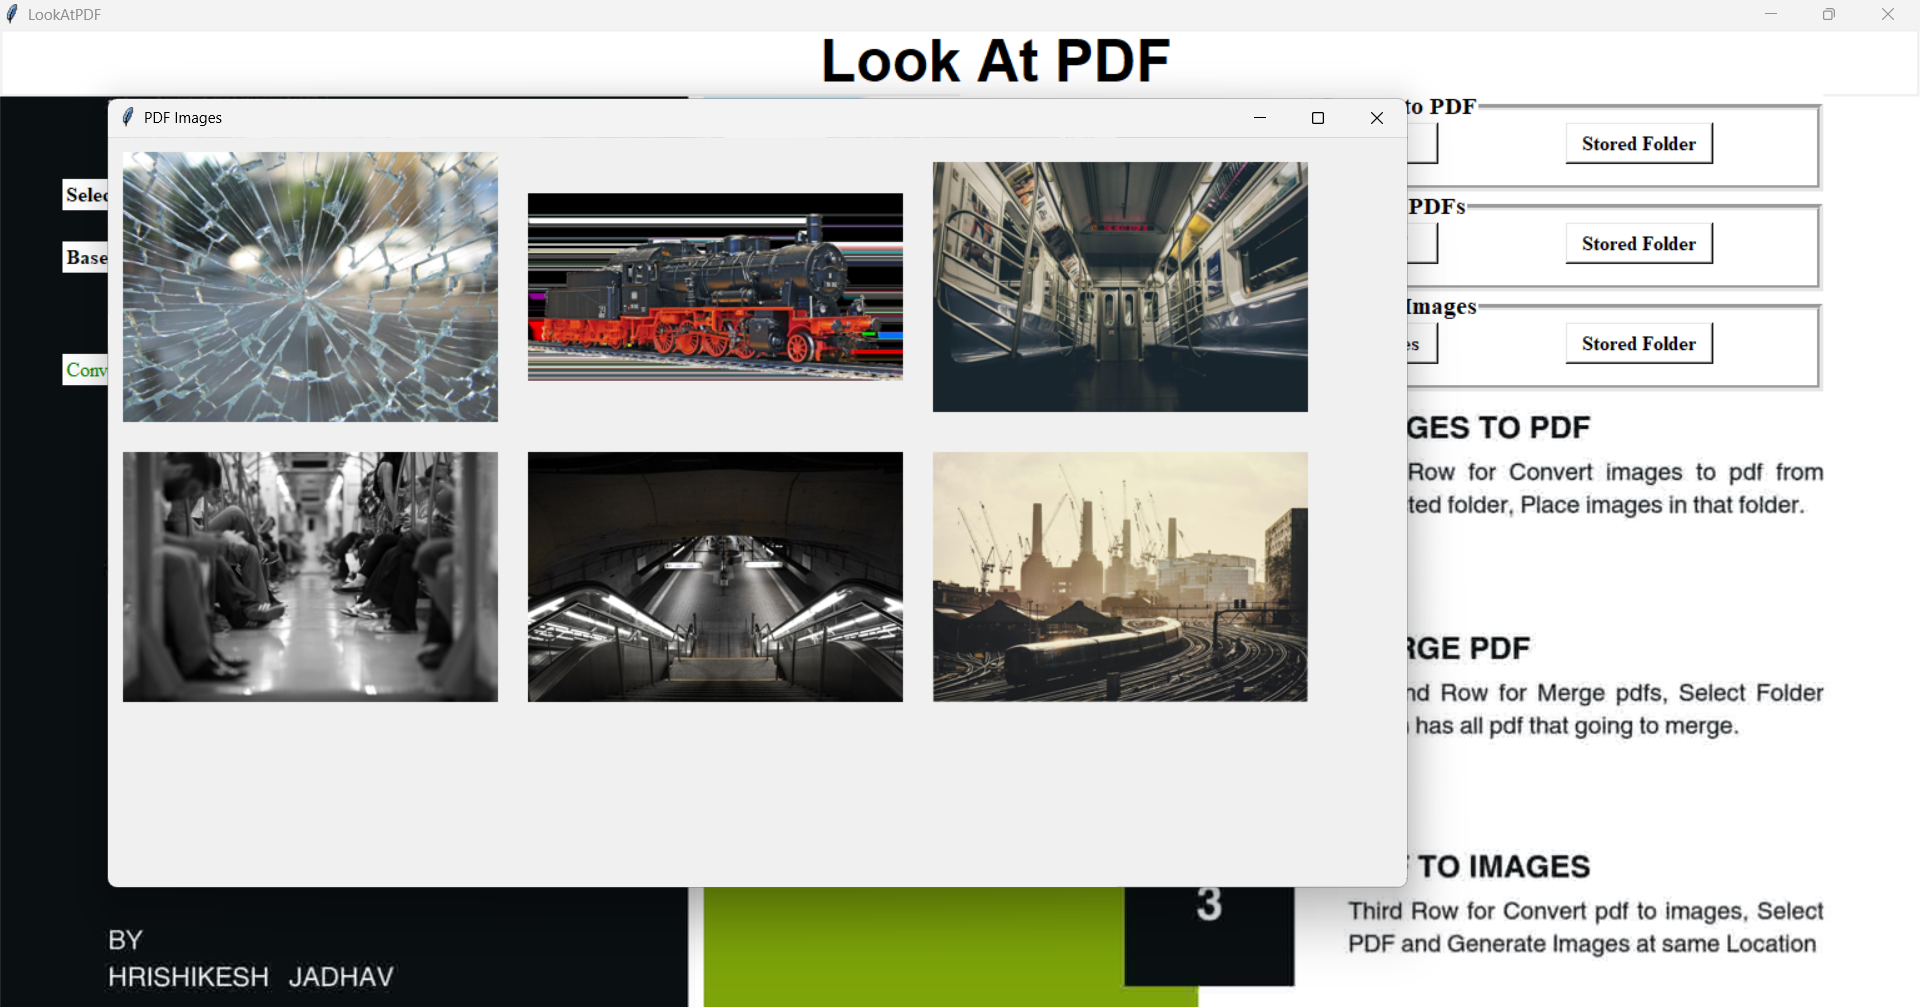 LookAtPDF
Look At PDF
PDF Images
to PDF
Stored Folder
Selec
PDFs
Stored Folder
Base
Images
es
Stored Folder
Conv
GES TO PDF
Row for Convert images to pdf from
ted folder, Place images in that folder.
RGE PDF
nd Row for Merge pdfs, Select Folder
has all pdf that going to merge.
TO IMAGES
3
Third Row for Convert pdf to images, Select
PDF and Generate Images at same Location
BY
HRISHIKESH JADHAV